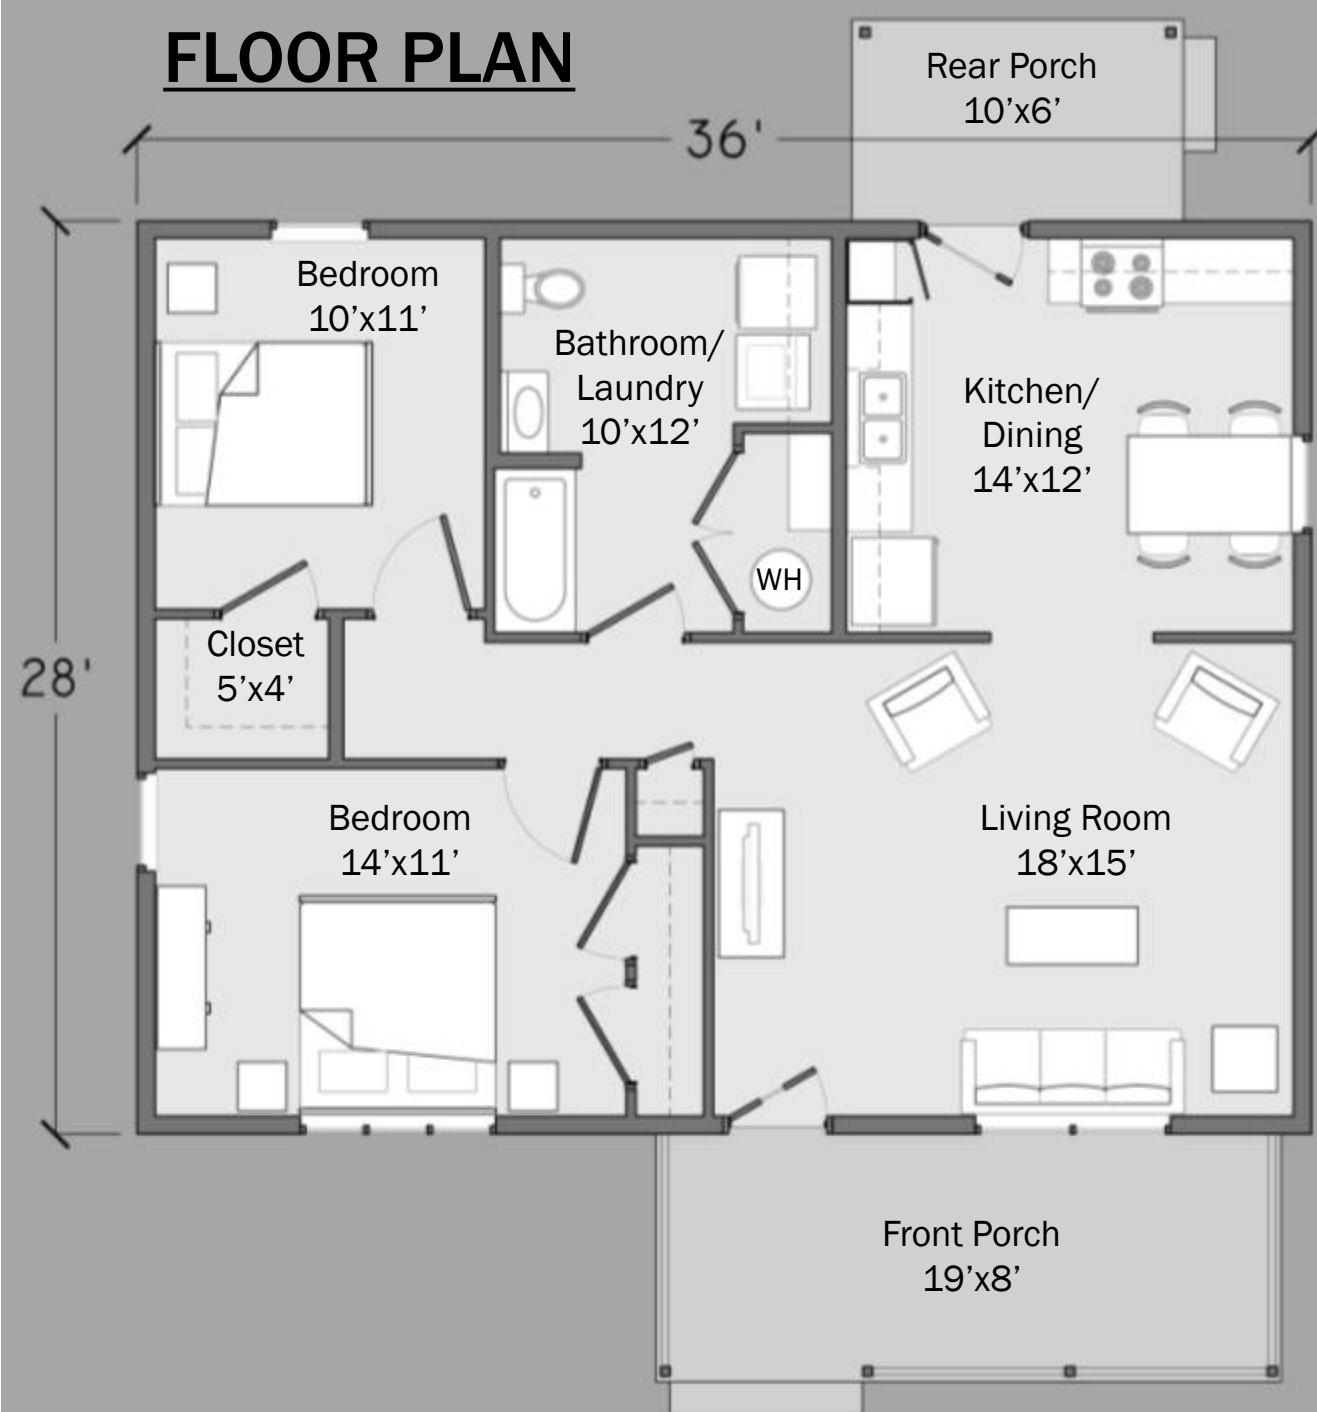 FLOOR PLAN
Rear Porch
10’x6’
36'
Bedroom
10’x11’
Bathroom/
Laundry
10’x12’
Kitchen/
Dining
14’x12’
WH
Closet
5’x4’
28'
Bedroom
14’x11’
Living Room
18’x15’
Front Porch
19’x8’